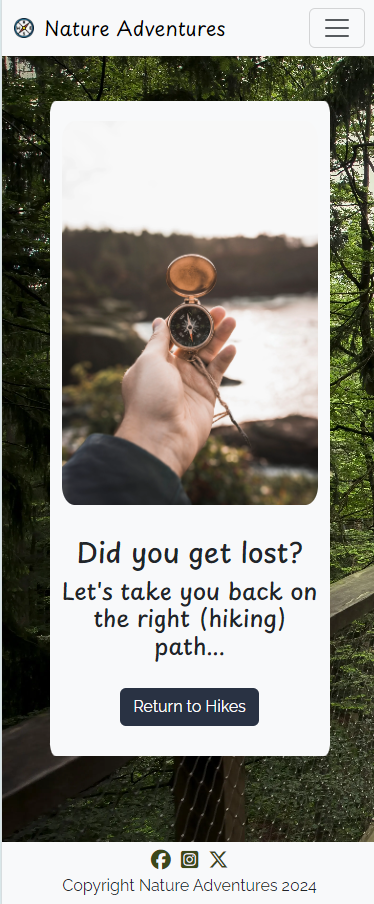 Nature Adventures
Did you get lost?
Let's take you back on
the right (hiking)
path...
Return to Hikes
Copyright Nature Adventures 2024